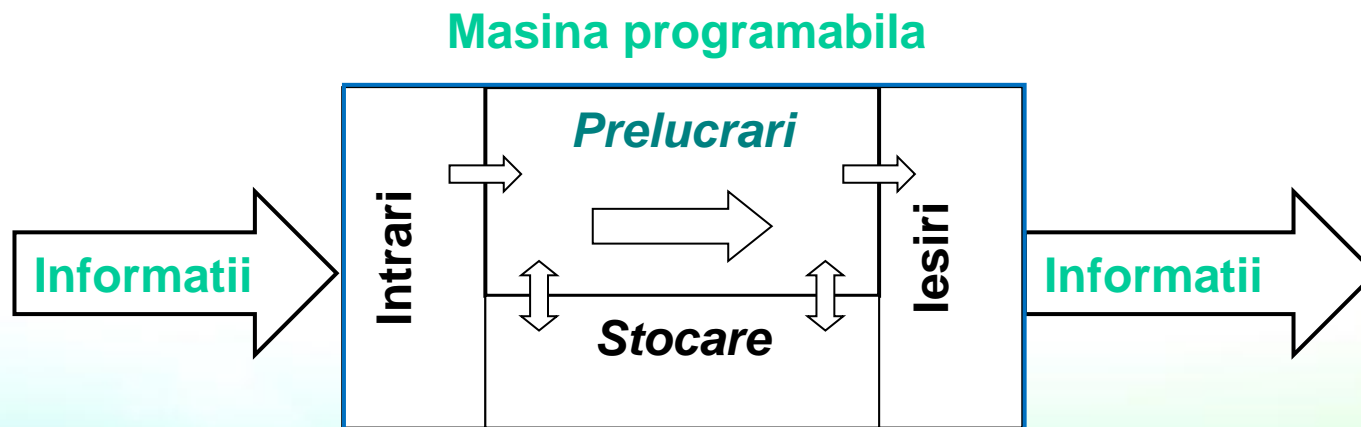 Masina programabila
Informatii
Intrari
Prelucrari
Stocare
Iesiri
Informatii